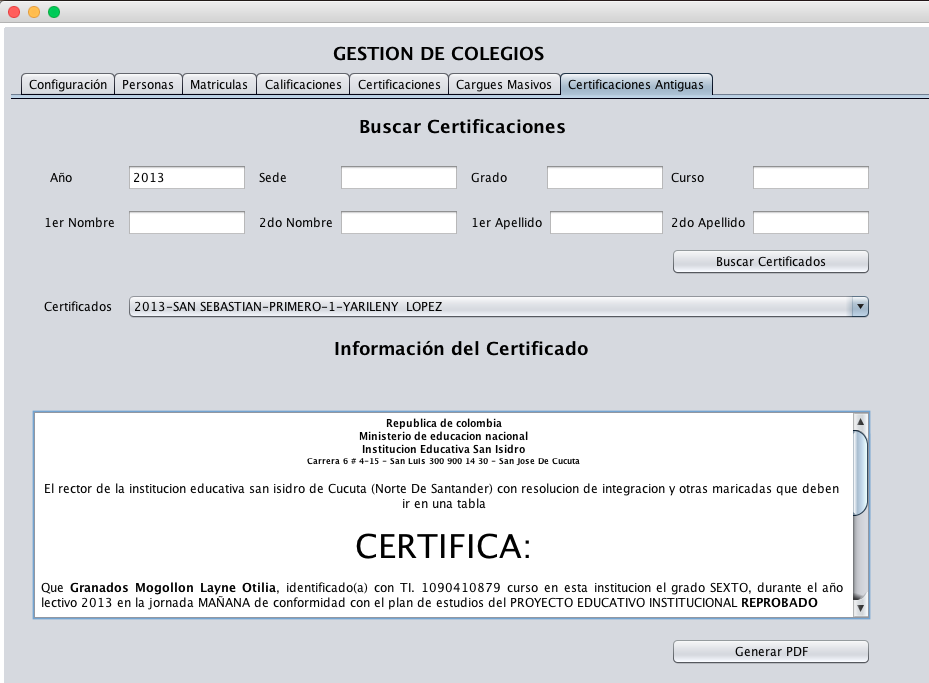 GESTION DE COLEGIOS
Configuración Personas Matriculas Calificaciones Certificaciones Cargues Masivos Certificaciones Antiguas
Buscar Certificaciones
Año 2013 Sede Grado Curso
1er Nombre 2do Nombre 1er Apellido 2do Apellido
Buscar Certificados
Certificados 2013-SAN SEBASTIAN-PRIMERO-1-YARILENY LOPEZ
Información del Certificado
Republica de colombia
Ministerio de educacion nacional
Institucion Educativa San Isidro
Carrera 6 # 4-15 - San Luis 300 900 14 30 - San Jose De Cucuta
El rector de la institucion educativa san isidro de Cucuta (Norte De Santander) con resolucion de integracion y otras maricadas que deben
ir en una tabla
CERTIFICA:
Que Granados Mogollon Layne Otilia, identificado(a) con TI. 1090410879 curso en esta institucion el grado SEXTO, durante el año
lectivo 2013 en la jornada MAÑANA de conformidad con el plan de estudios del PROYECTO EDUCATIVO INSTITUCIONAL REPROBADO
Generar PDF